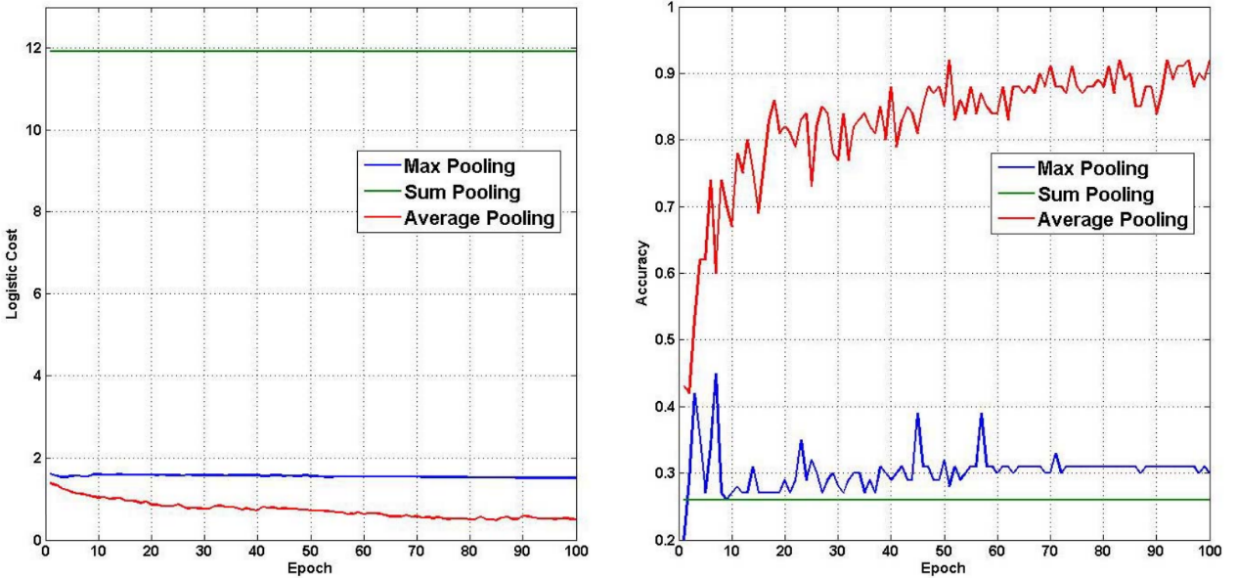 14
12
10
8
6
4
2
0
Logistic Cost
Max Pooling
Sum Pooling
Average Pooling
0 10 20 30 40 50 60 70 80 90 100
Epoch
1
0.9
0.8
0.7
0.6
0.5
0.4
0.3
0.2
Accuracy
Max Pooling
Sum Pooling
Average Pooling
0 10 20 30 40 50 60 70 80 90 100
Epoch